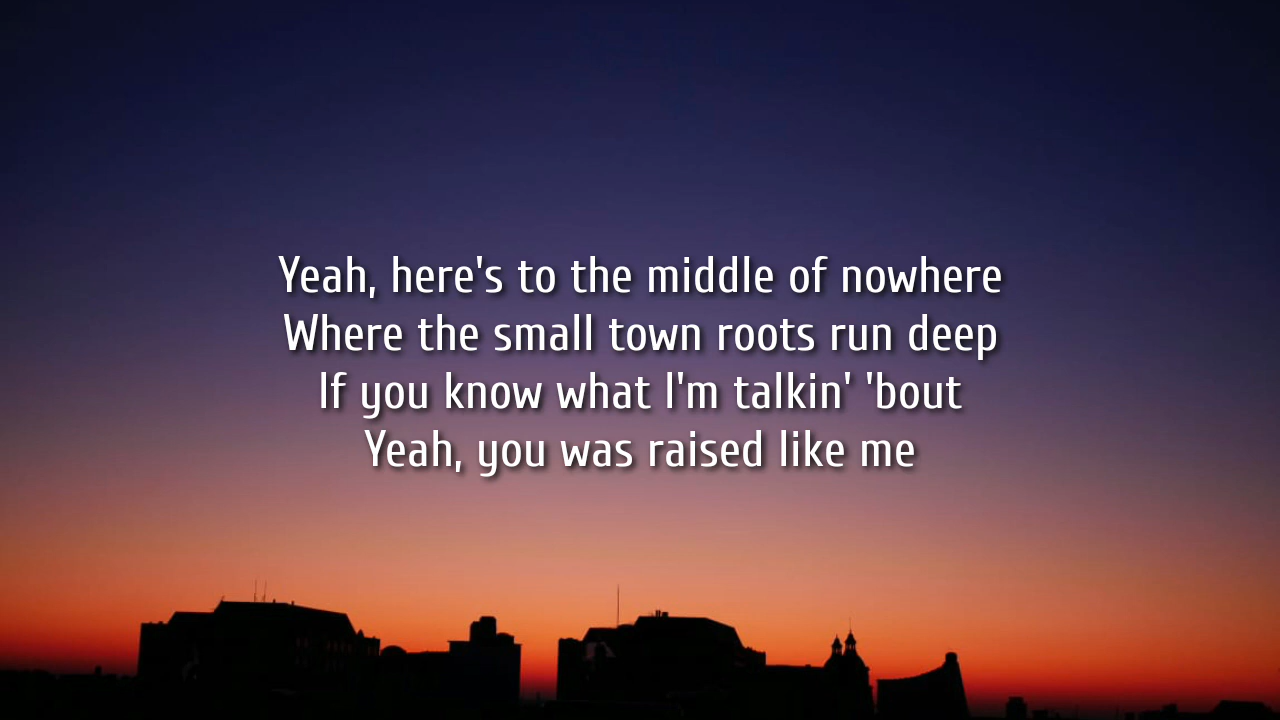 Yeah, here's to the middle of nowhere
Where the small town roots run deep
If you know what I'm talkin' 'bout
Yeah, you was raised like me